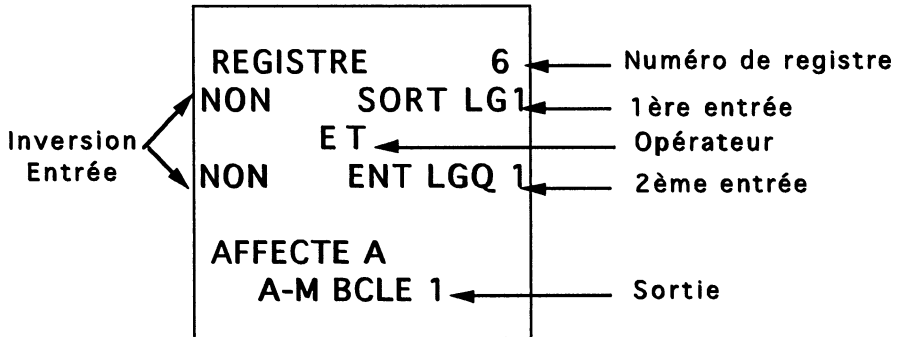 REGISTRE 6 Numéro de registre
NON SORT LG1 1ère entrée
Inversion Entrée
ET Opérateur
NON ENT LGQ 1 2ème entrée
AFFECTE A
A-M BCLE 1 Sortie